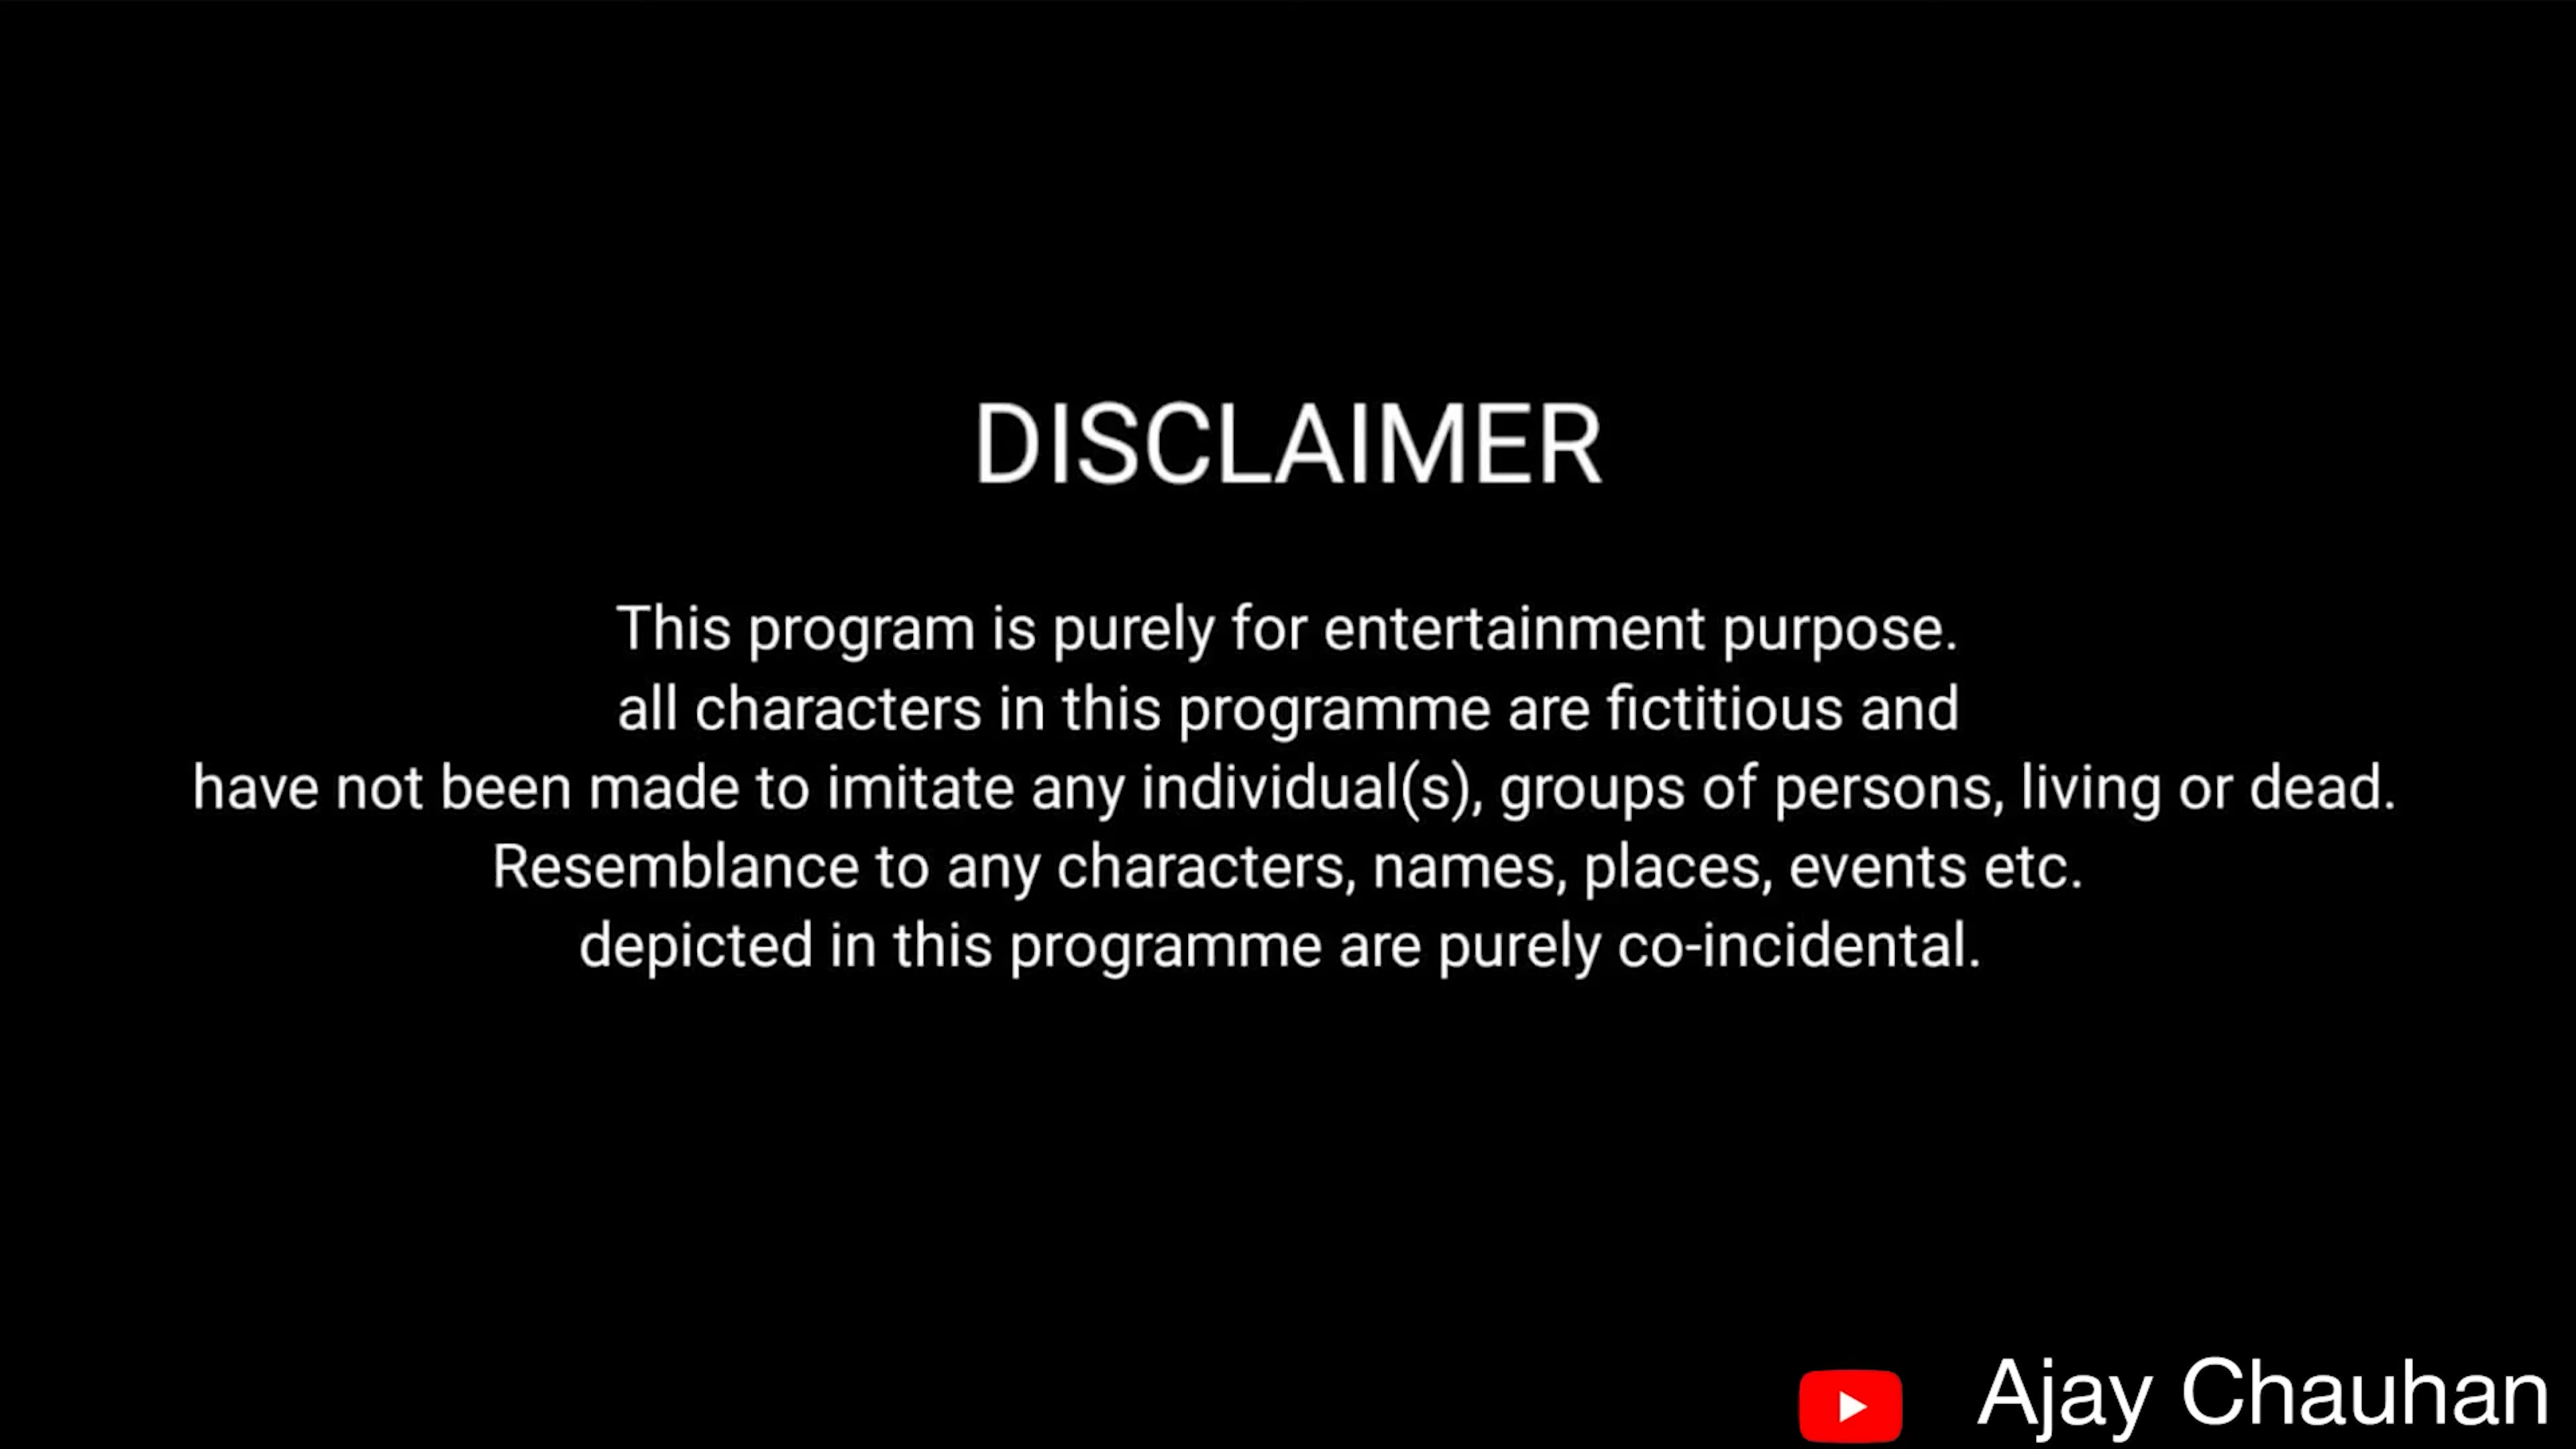 DISCLAIMER
This program is purely for entertainment purpose.
all characters in this programme are fictitious and
have not been made to imitate any individual(s), groups of persons, living or dead.
Resemblance to any characters, names, places, events etc.
depicted in this programme are purely co-incidental.
Ajay Chauhan